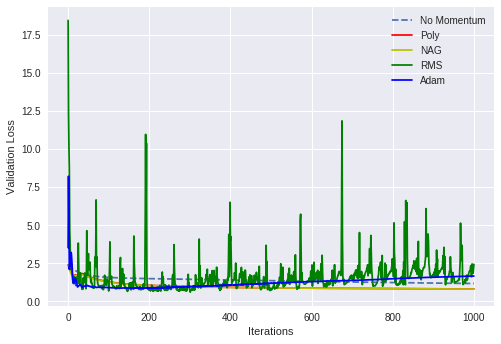 No Momentum
Poly
NAG
RMS
Adam
17.5
15.0
12.5
10.0
7.5
5.0
2.5
0.0
Validation Loss
0 200 400 600 800 1000
Iterations